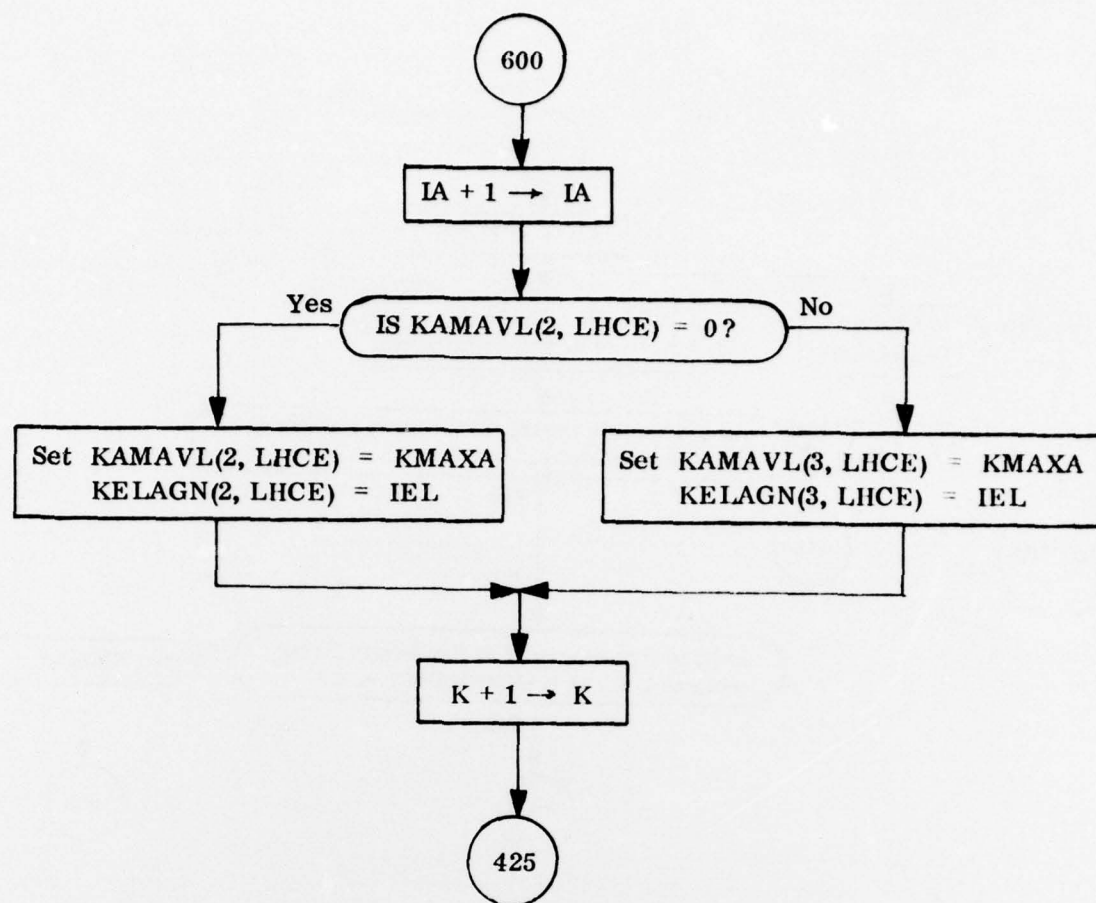 600
IA + 1 → IA
Yes
IS KAMAVL(2, LHCE) = 0?
No
Set KAMAVL(2, LHCE) = KMAXA
KELAGN(2, LHCE) = IEL
Set KAMAVL(3, LHCE) = KMAXA
KELAGN(3, LHCE) = IEL
K + 1 → K
425